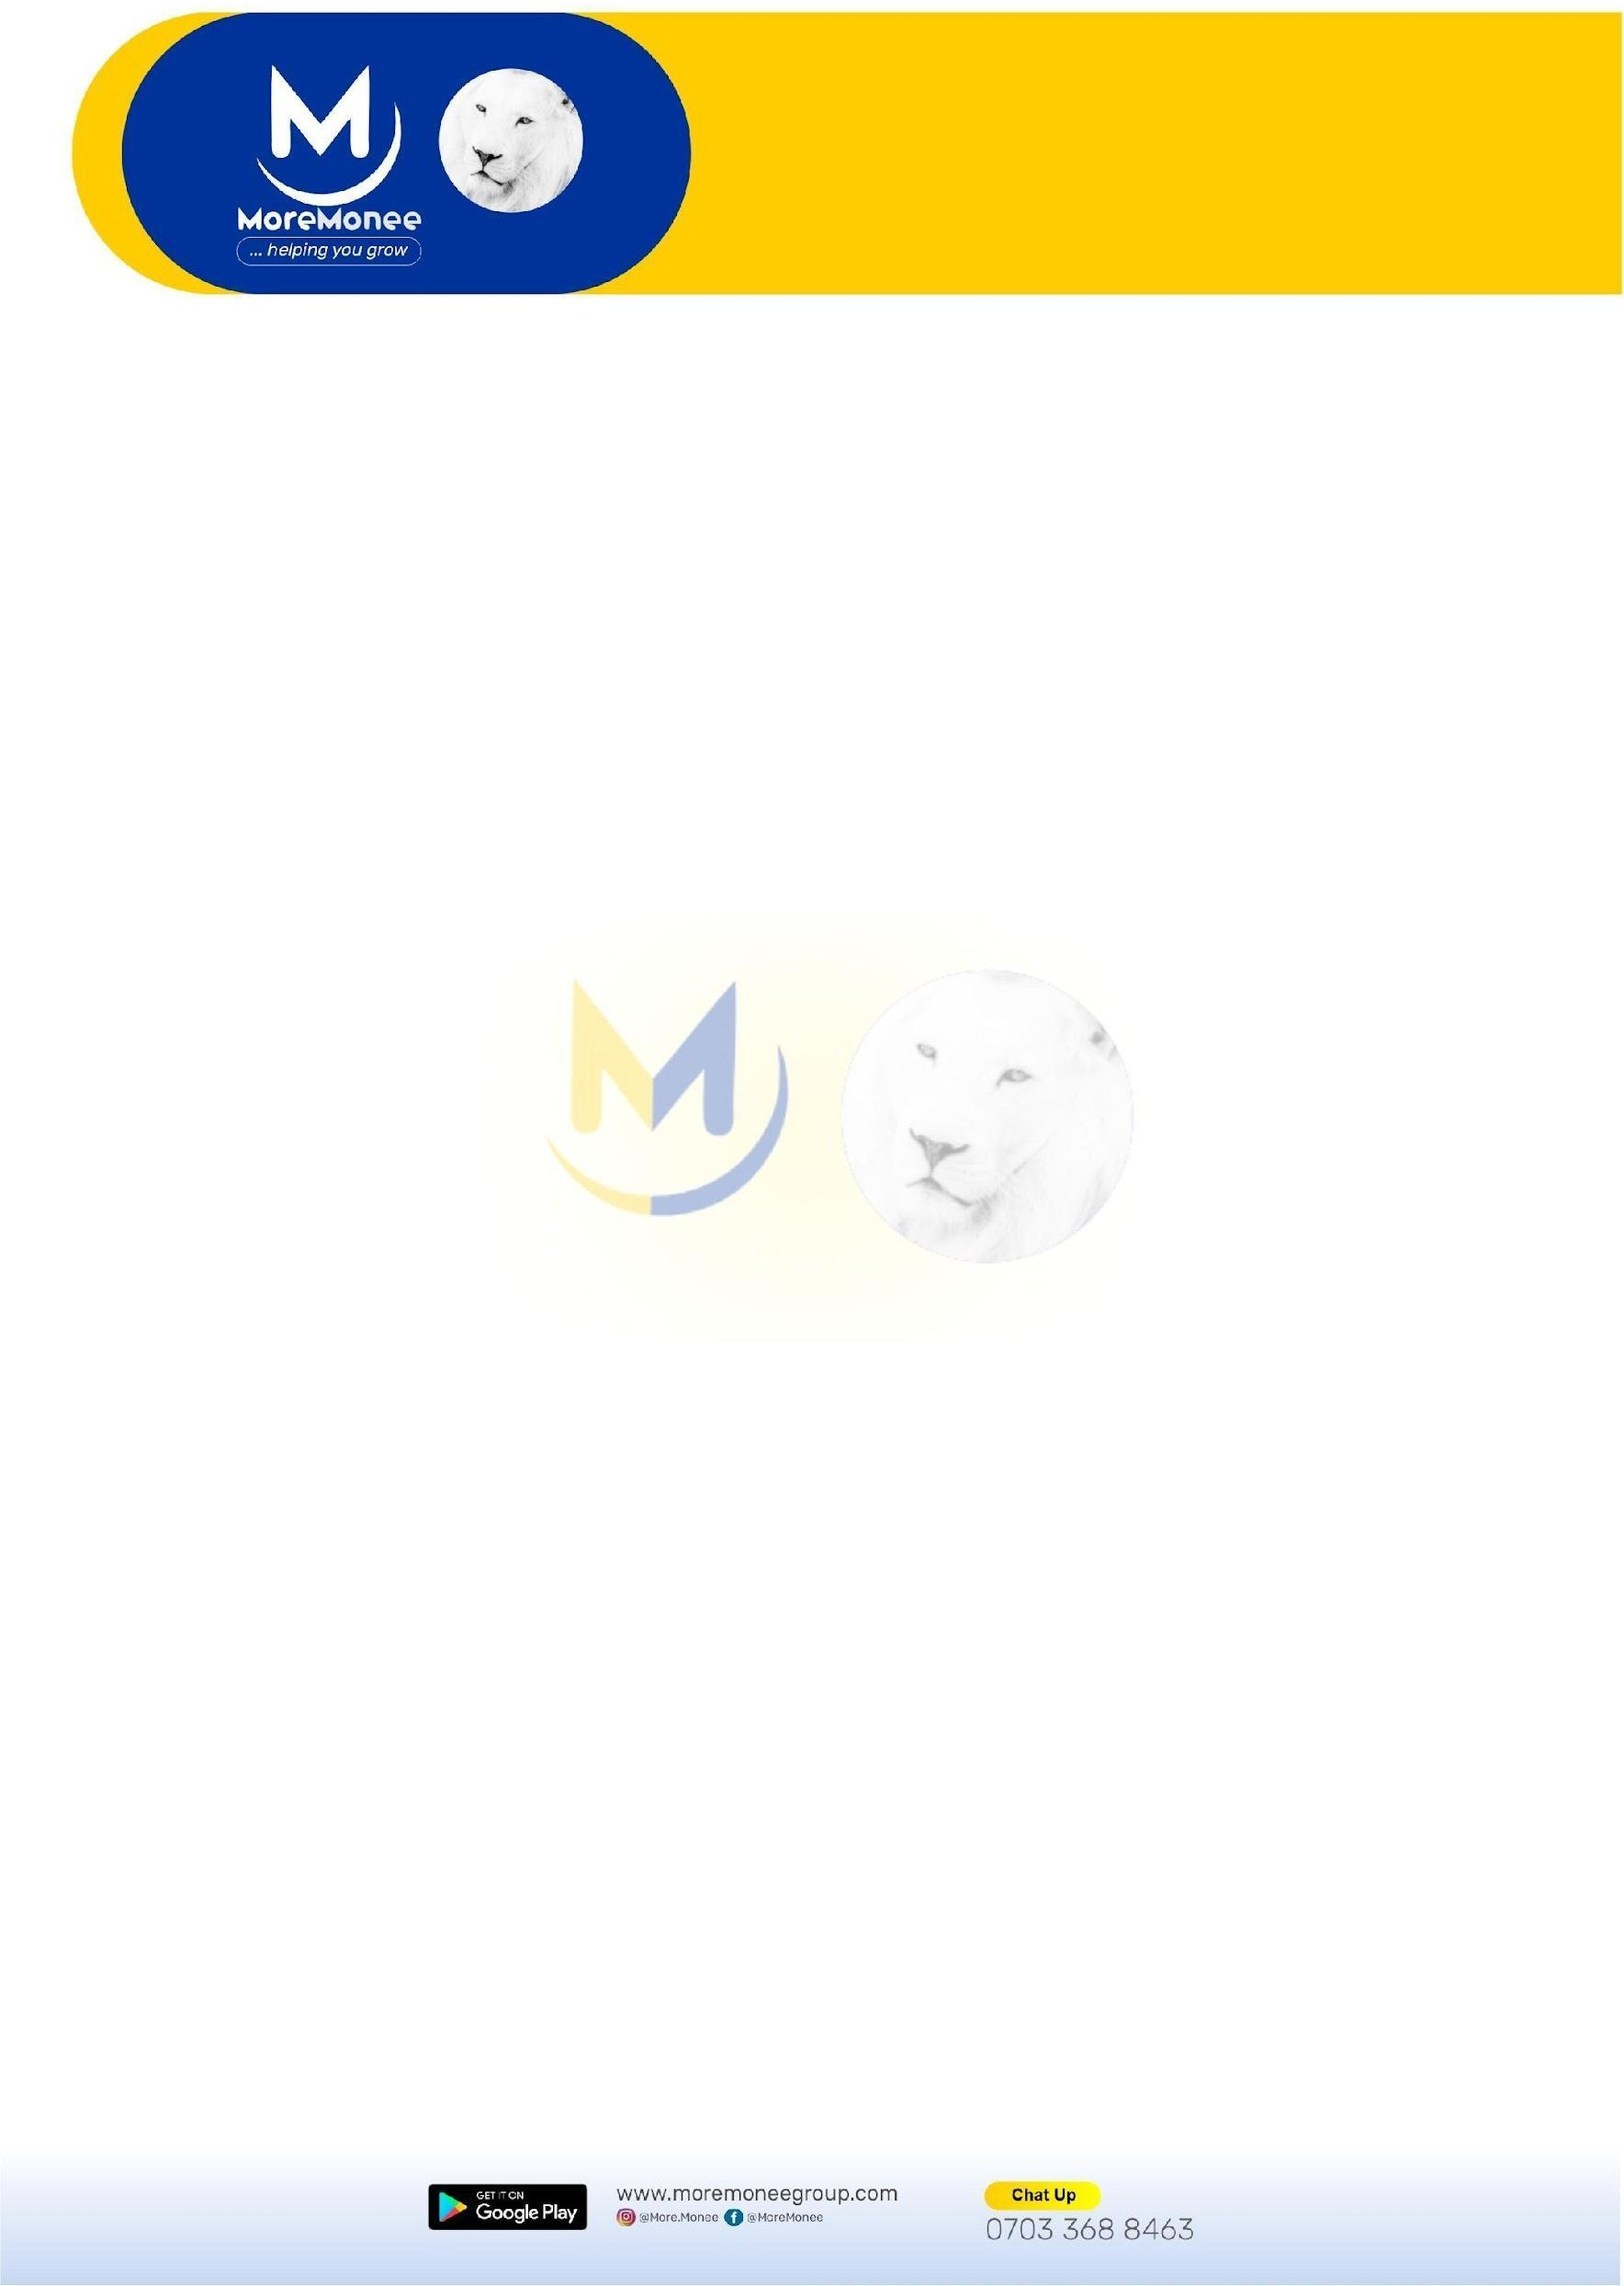 M
MoreMonee
... helping you grow
M
GET IT ON
Google Play
www.moremoneegroup.com
@More.Monee @MoreMonee
Chat Up
0703 368 8463